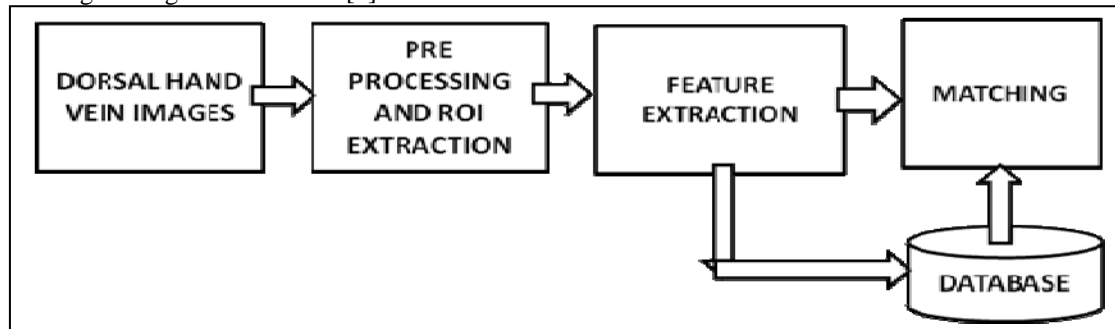 DORSAL HAND
VEIN IMAGES
PRE
PROCESSING
AND ROI
EXTRACTION
FEATURE
EXTRACTION
MATCHING
DATABASE